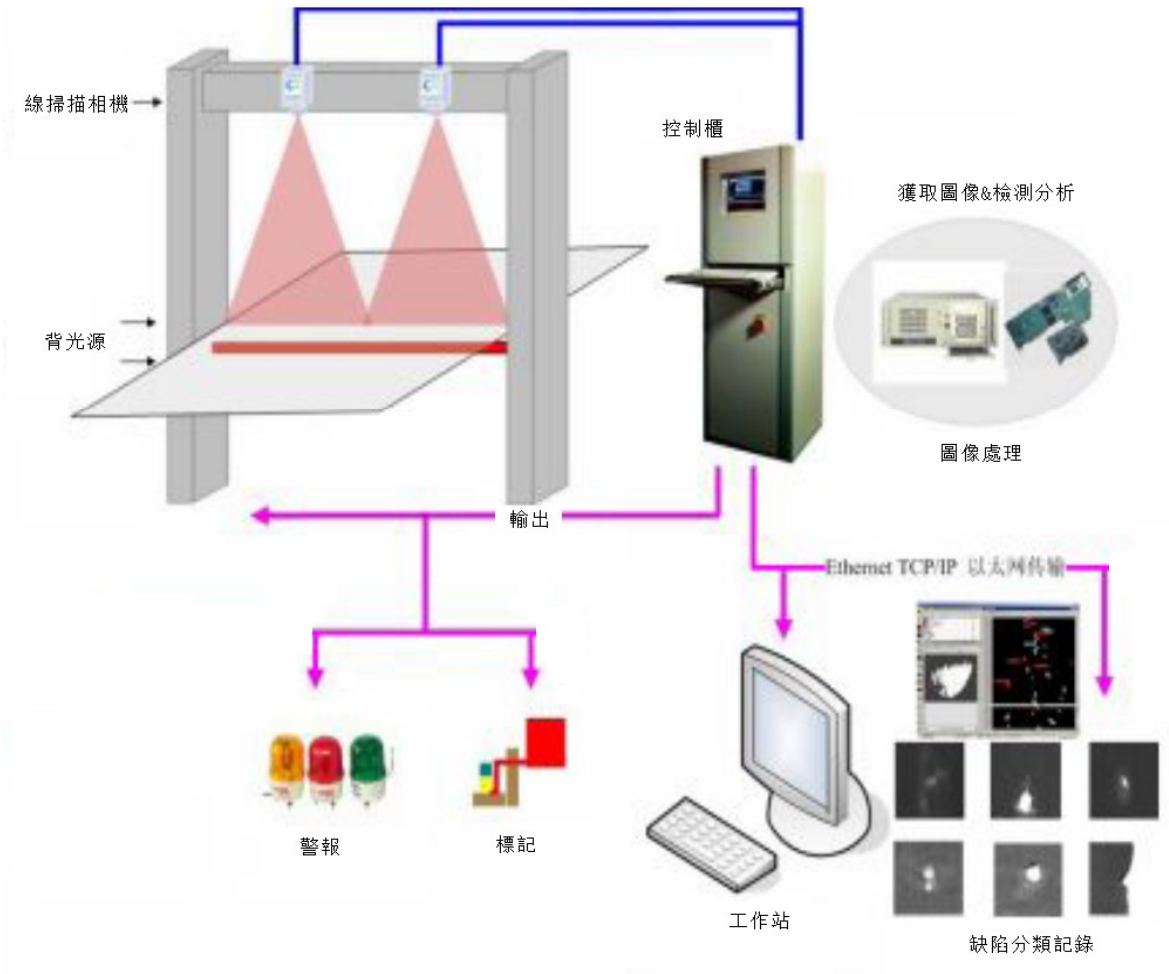 線掃描相機
控制櫃
獲取圖像&檢測分析
背光源
圖像處理
輸出
Ethernet TCP/IP 以太网传输
警報
標記
工作站
缺陷分類記錄